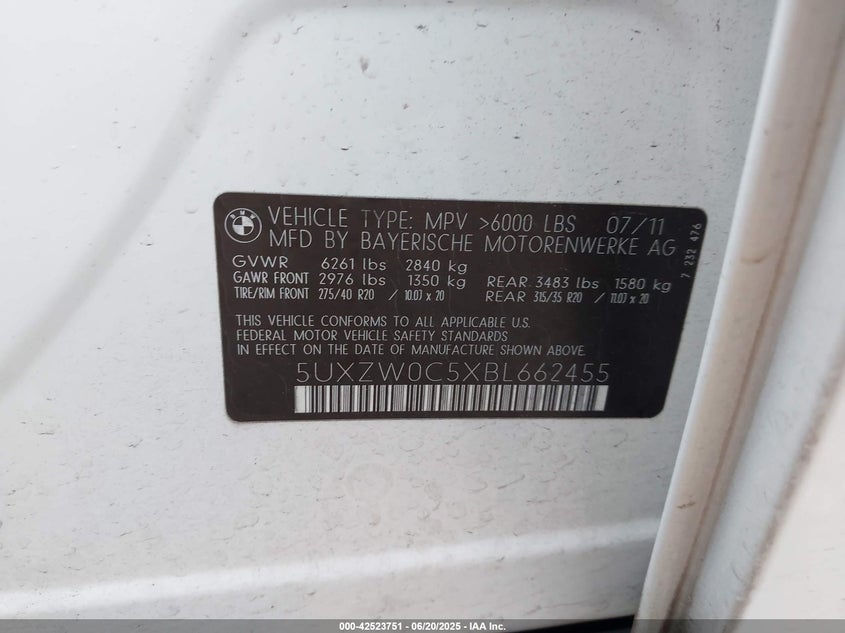 BMW
VEHICLE TYPE: MPV >6000 LBS 07/11
MFD BY BAYERISCHE MOTORENWERKE AG
GVWR 6261 lbs 2840 kg
GAWR FRONT 2976 lbs 1350 kg REAR 3483 lbs 1580 kg
TIRE/RIM FRONT 275/40 R20 / 10.0J x 20 REAR 315/35 R20 / 11.0J x 20
THIS VEHICLE CONFORMS TO ALL APPLICABLE U.S.
FEDERAL MOTOR VEHICLE SAFETY STANDARDS
IN EFFECT ON THE DATE OF MANUFACTURE SHOWN ABOVE.
5UXZW0C5XBL662455
7 232 476
000-42523751 - 06/20/2025 - IAA Inc.